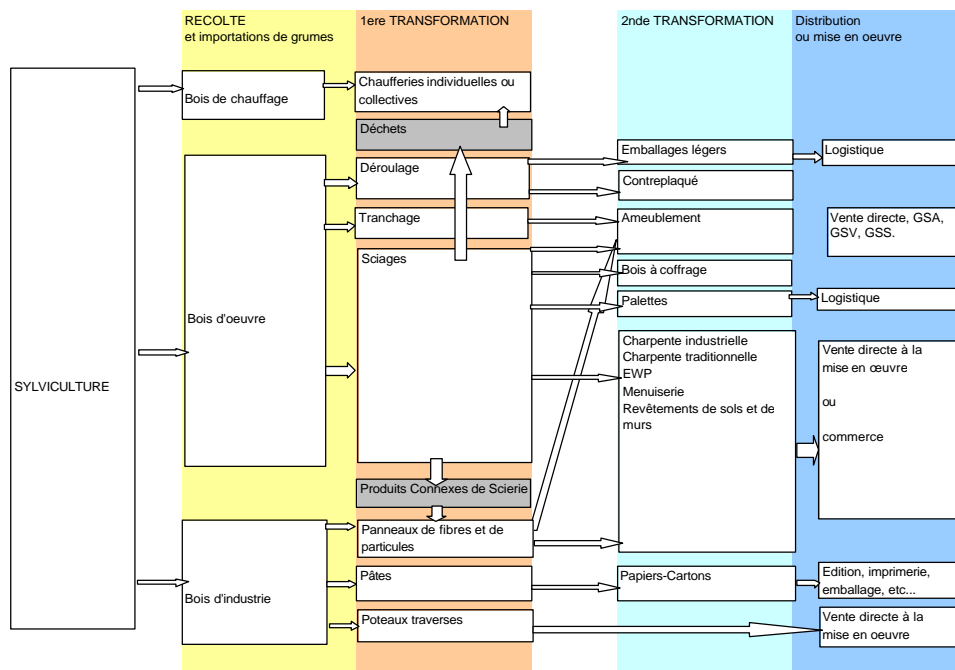 RECOLTE
et importations de grumes
1ere TRANSFORMATION
2nde TRANSFORMATION
Distribution
ou mise en oeuvre
SYLVICULTURE
Bois de chauffage
Bois d'oeuvre
Bois d'industrie
Chaufferies individuelles ou
collectives
Déchets
Déroulage
Tranchage
Sciages
Produits Connexes de Scierie
Panneaux de fibres et de
particules
Pâtes
Poteaux traverses
Emballages légers
Contreplaqué
Ameublement
Bois à coffrage
Palettes
Charpente industrielle
Charpente traditionnelle
EWP
Menuiserie
Revêtements de sols et de
murs
Papiers-Cartons
Logistique
Vente directe, GSA,
GSV, GSS.
Logistique
Vente directe à la
mise en œuvre
ou
commerce
Edition, imprimerie,
emballage, etc...
Vente directe à la
mise en oeuvre